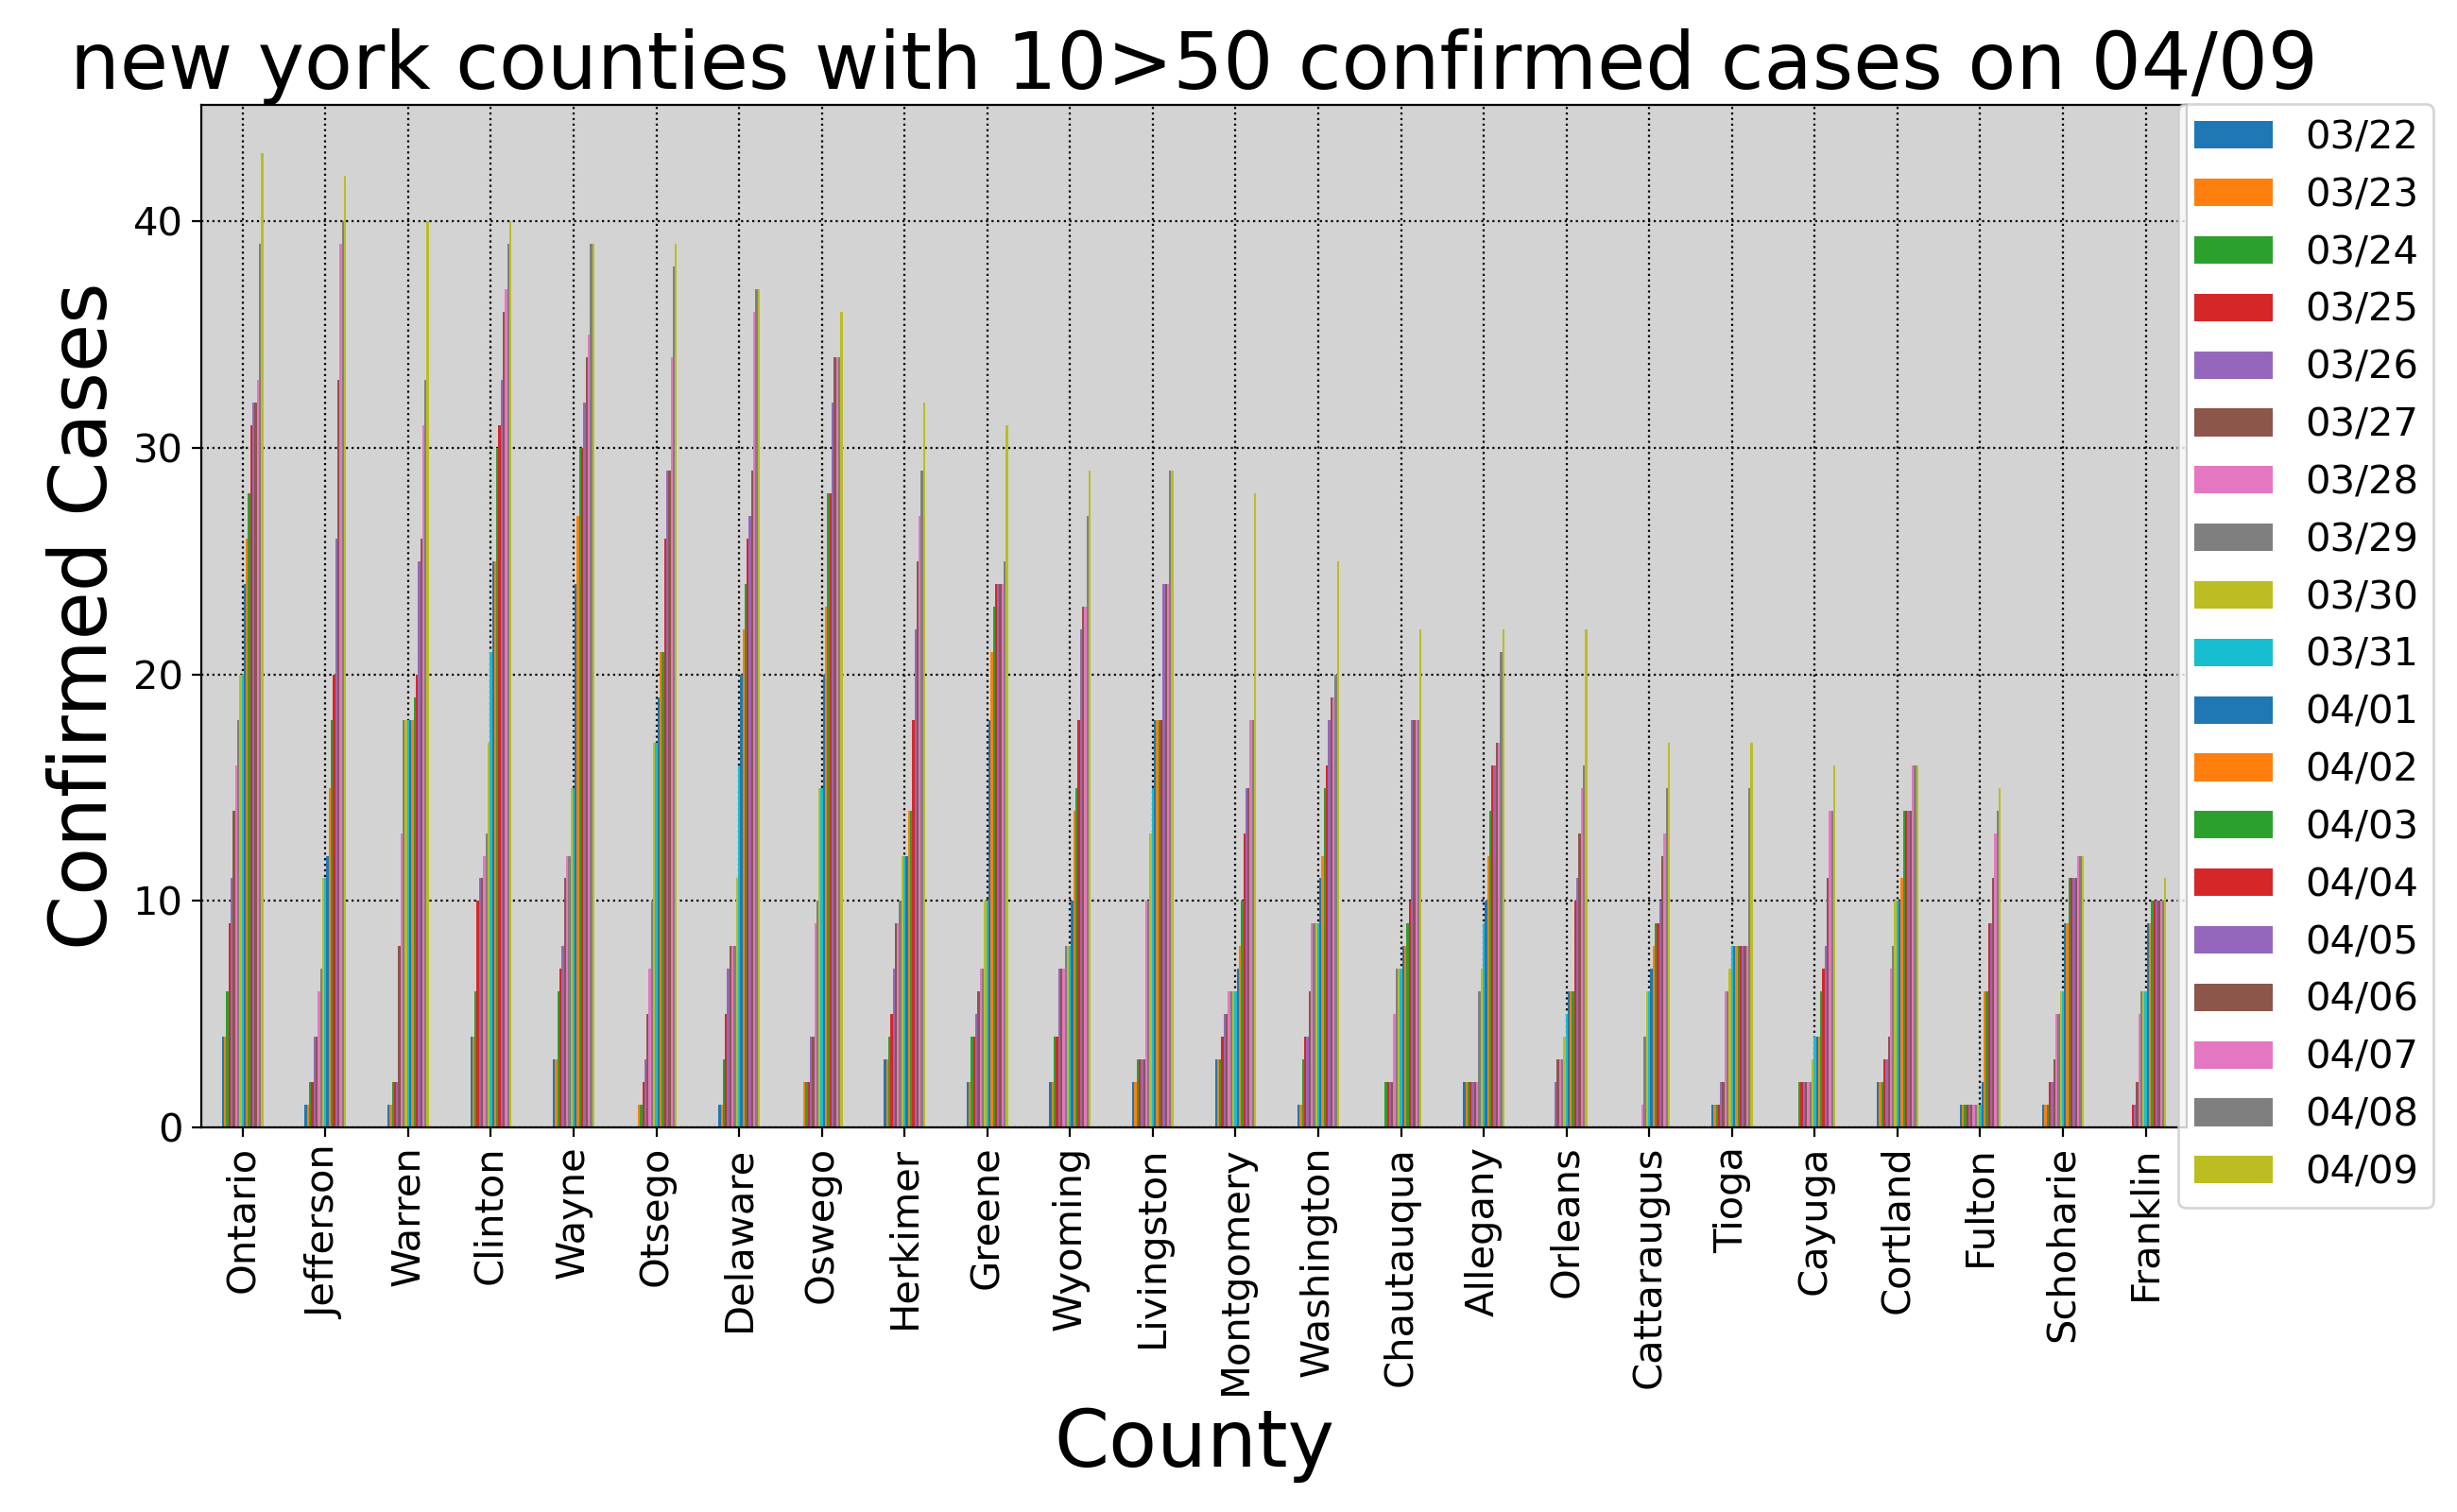 new york counties with 10>50 confirmed cases on 04/09
Confirmed Cases
40
30
20
10
0
03/22
03/23
03/24
03/25
03/26
03/27
03/28
03/29
03/30
03/31
04/01
04/02
04/03
04/04
04/05
04/06
04/07
04/08
04/09
Ontario
Jefferson
Warren
Clinton
Wayne
Otsego
Delaware
Oswego
Herkimer
Greene
Wyoming
Livingston
Montgomery
Washington
Chautauqua
Allegany
Orleans
Cattaraugus
Tioga
Cayuga
Cortland
Fulton
Schoharie
Franklin
County